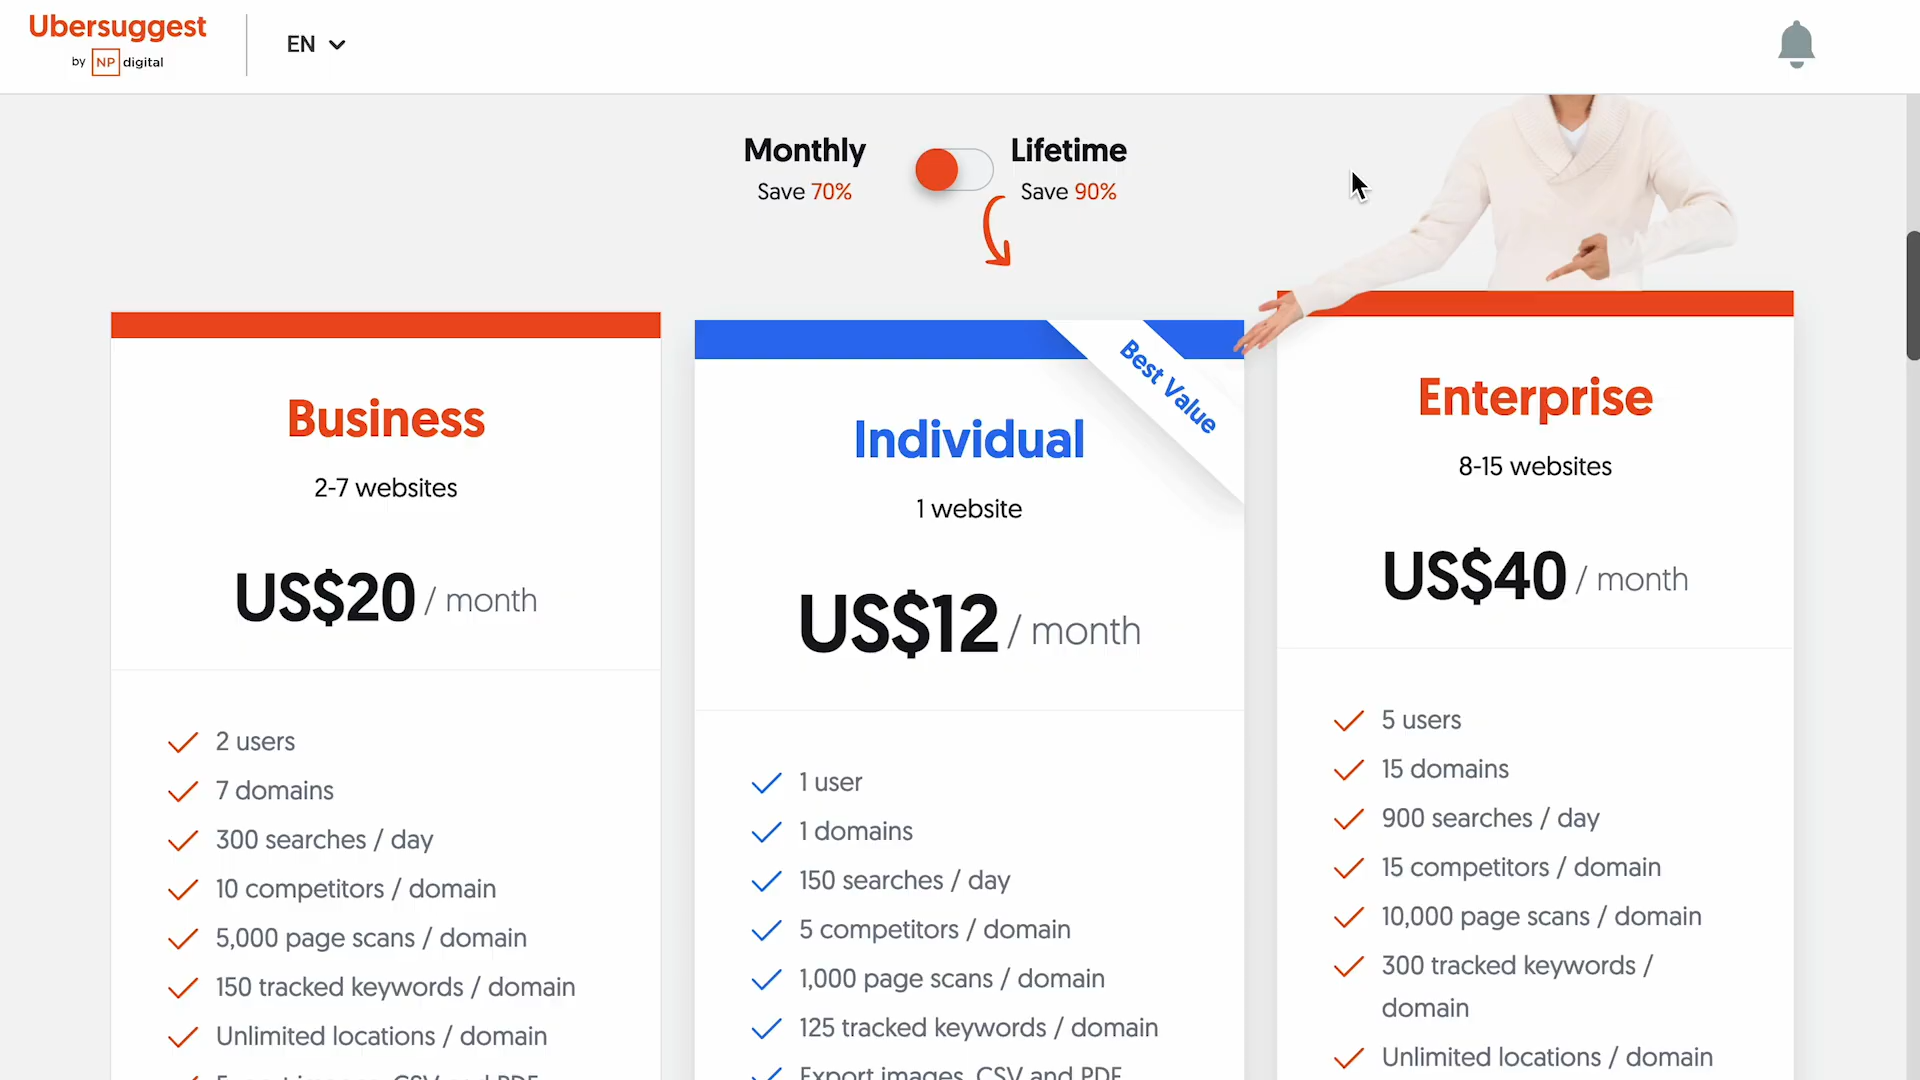 Ubersuggest
by NP digital
EN
Monthly
Save 70%
Lifetime
Save 90%
Business
2-7 websites
US$20 / month
2 users
7 domains
300 searches / day
10 competitors / domain
5,000 page scans / domain
150 tracked keywords / domain
Unlimited locations / domain
Export images, CSV and PDF
Best Value
Individual
1 website
US$12 / month
1 user
1 domains
150 searches / day
5 competitors / domain
1,000 page scans / domain
125 tracked keywords / domain
Export images, CSV and PDF
Enterprise
8-15 websites
US$40 / month
5 users
15 domains
900 searches / day
15 competitors / domain
10,000 page scans / domain
300 tracked keywords /
domain
Unlimited locations / domain